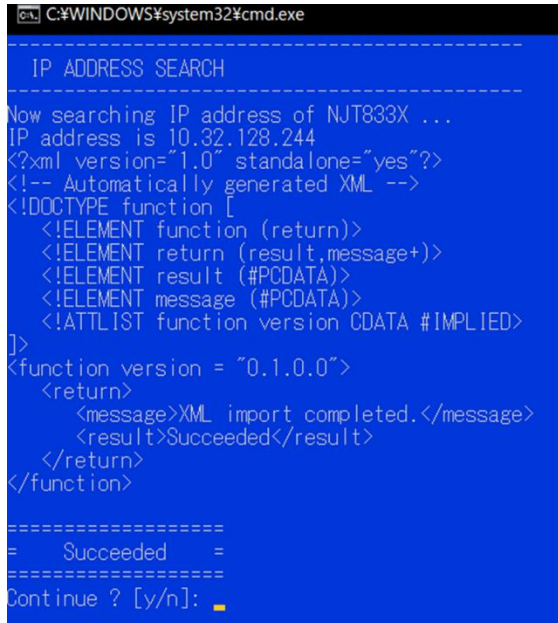 C:¥WINDOWS¥system32¥cmd.exe
-------------------------------------------
IP ADDRESS SEARCH
-------------------------------------------
Now searching IP address of NJT833X ...
IP address is 10.32.128.244
<?xml version="1.0" standalone="yes"?>
<!-- Automatically generated XML -->
<!DOCTYPE function [
<!ELEMENT function (return)>
<!ELEMENT return (result,message+)>
<!ELEMENT result (#PCDATA)>
<!ELEMENT message (#PCDATA)>
<!ATTLIST function version CDATA #IMPLIED>
]>
<function version = "0.1.0.0">
<return>
<message>XML import completed.</message>
<result>Succeeded</result>
</return>
</function>
==================
= Succeeded =
==================
Continue ? [y/n]: